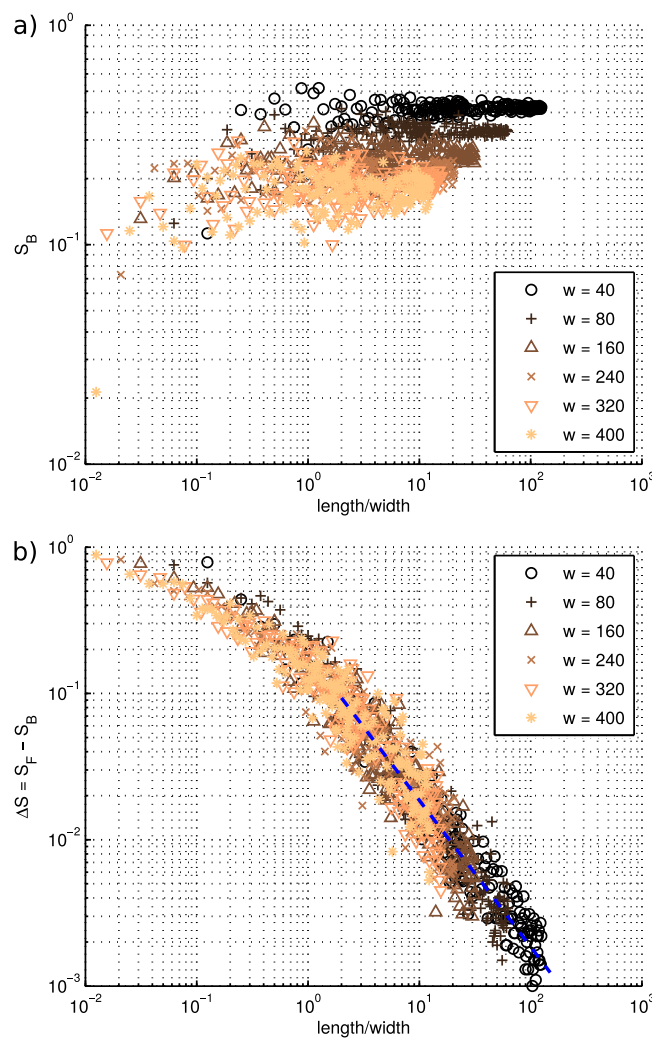 a)
10^0
10^-1
10^-2
S_B
w = 40
w = 80
w = 160
w = 240
w = 320
w = 400
10^-2 10^-1 10^0 10^1 10^2 10^3
length/width
b)
10^0
10^-1
10^-2
10^-3
ΔS = S_F − S_B
w = 40
w = 80
w = 160
w = 240
w = 320
w = 400
10^-2 10^-1 10^0 10^1 10^2 10^3
length/width